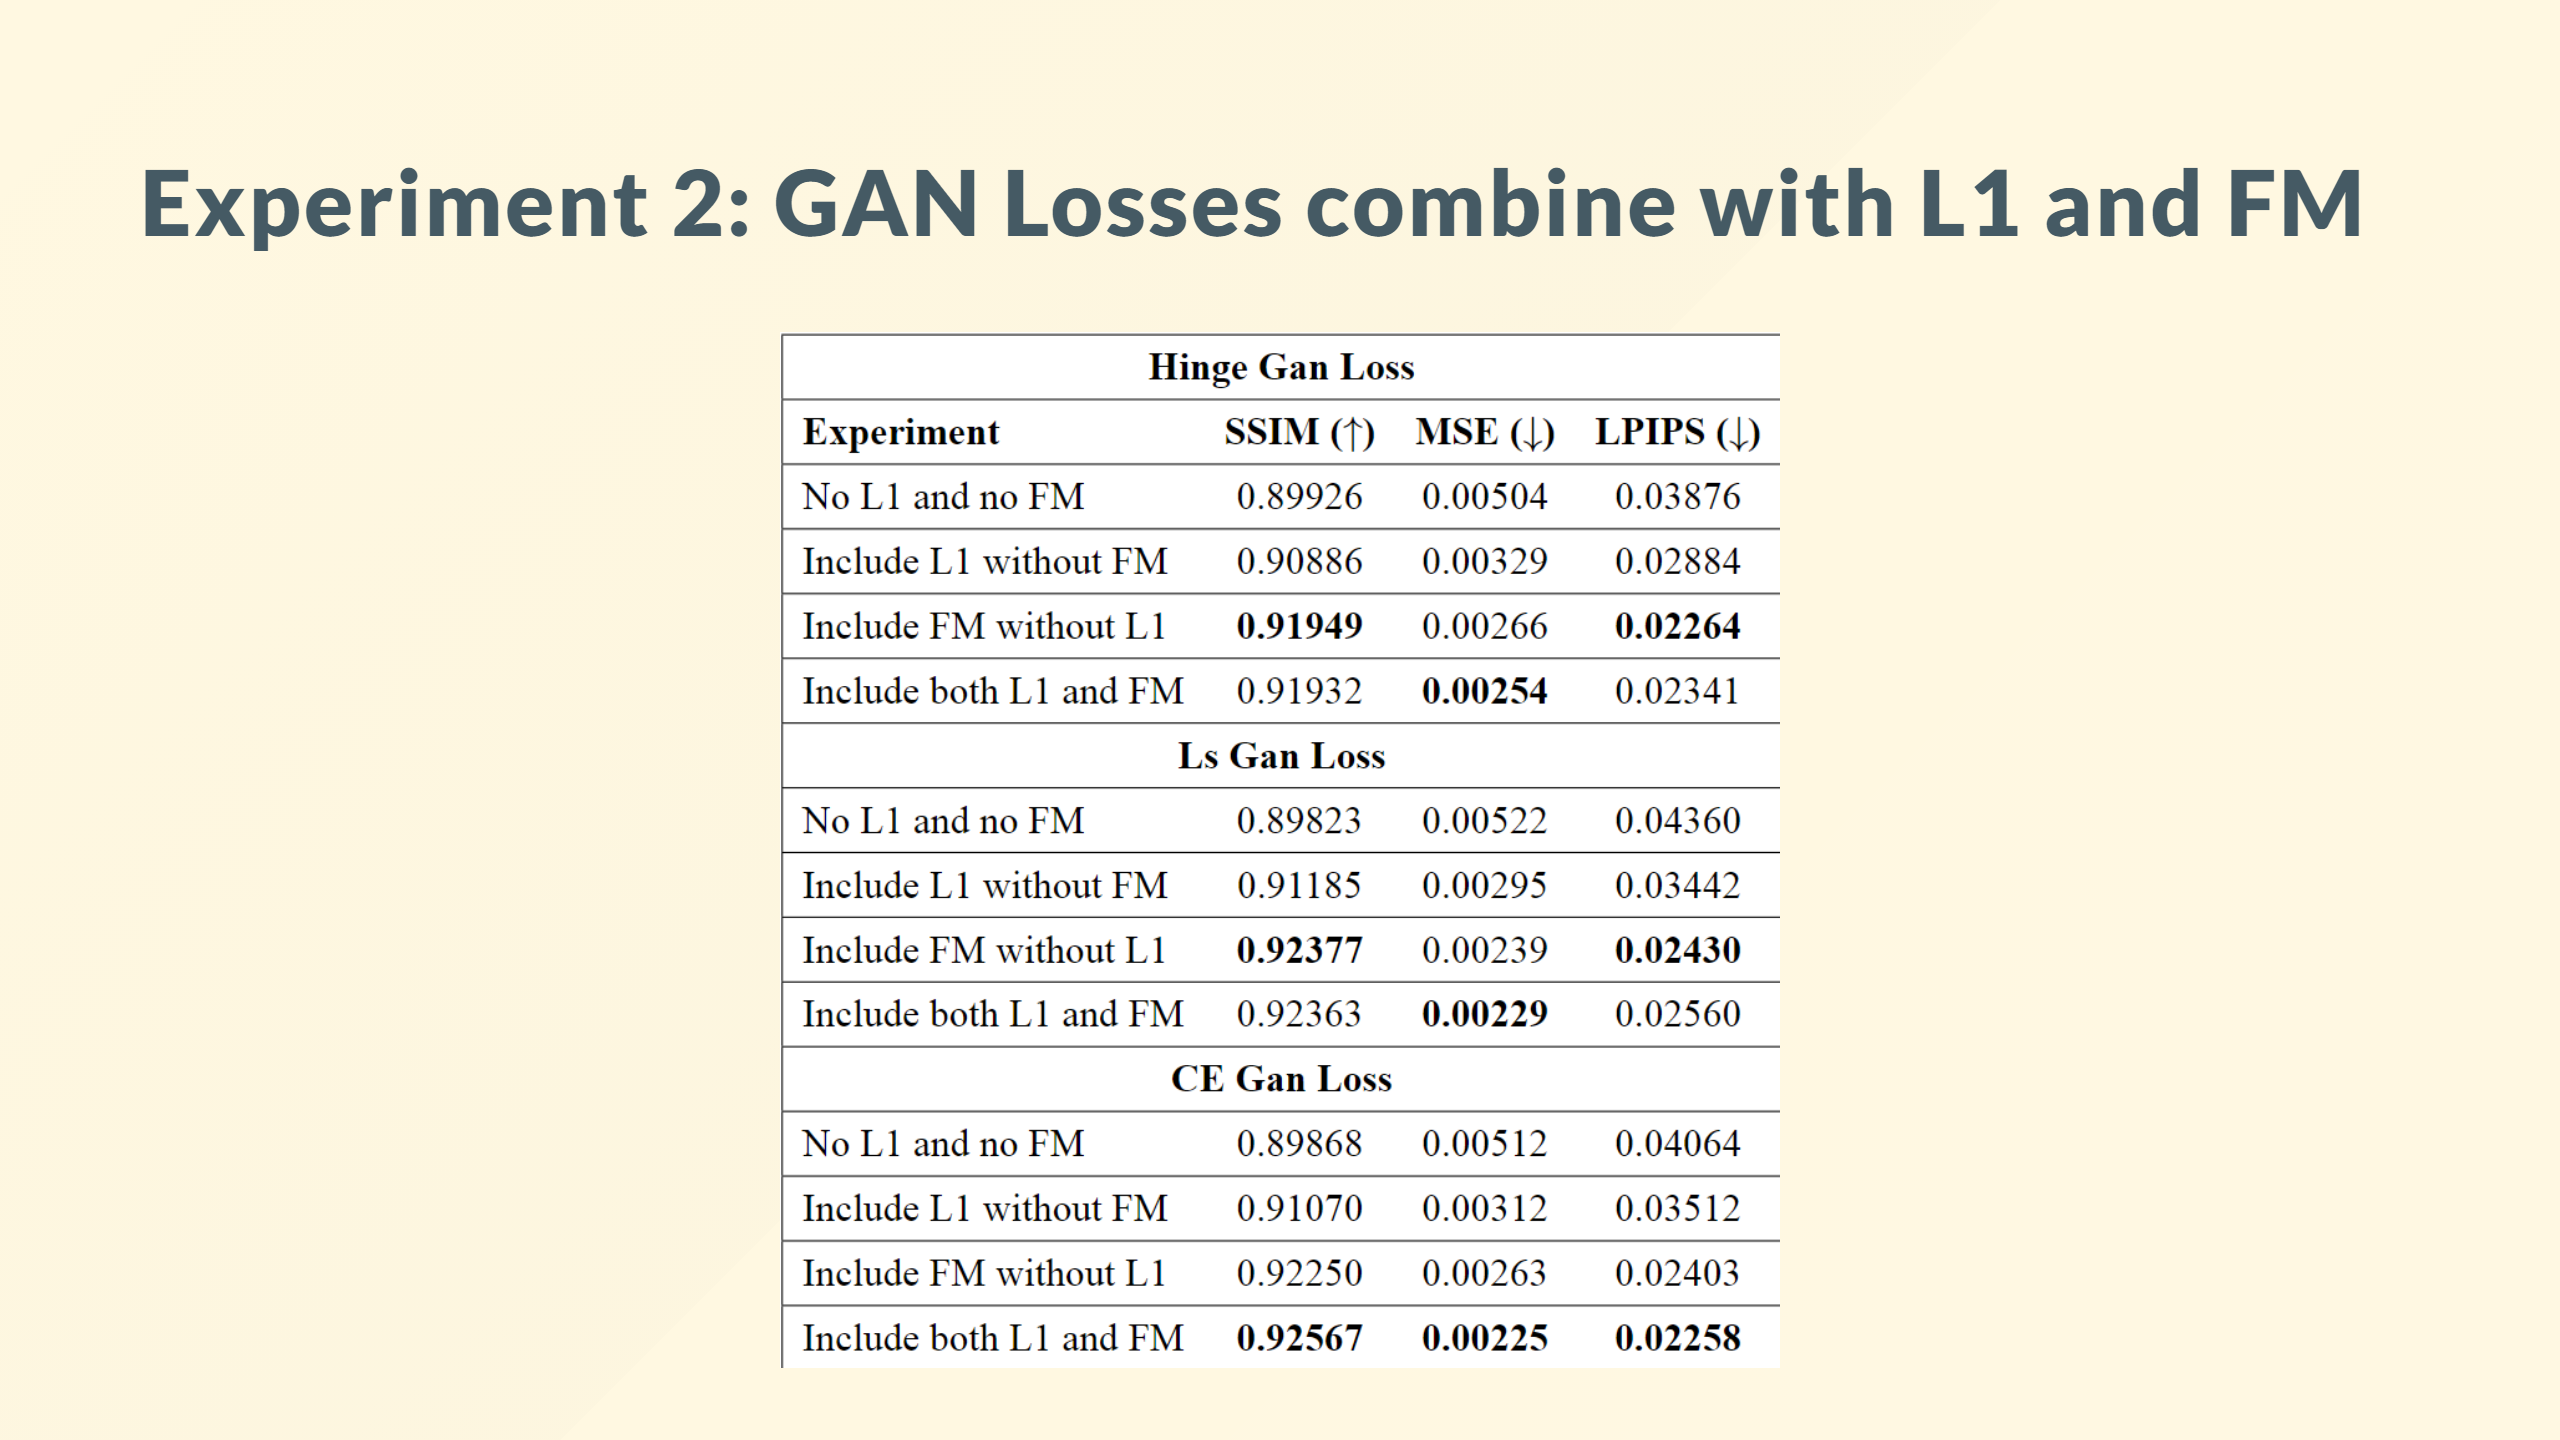 Experiment 2: GAN Losses combine with L1 and FM
Hinge Gan Loss
Experiment SSIM (↑) MSE (↓) LPIPS (↓)
No L1 and no FM 0.89926 0.00504 0.03876
Include L1 without FM 0.90886 0.00329 0.02884
Include FM without L1 0.91949 0.00266 0.02264
Include both L1 and FM 0.91932 0.00254 0.02341
Ls Gan Loss
No L1 and no FM 0.89823 0.00522 0.04360
Include L1 without FM 0.91185 0.00295 0.03442
Include FM without L1 0.92377 0.00239 0.02430
Include both L1 and FM 0.92363 0.00229 0.02560
CE Gan Loss
No L1 and no FM 0.89868 0.00512 0.04064
Include L1 without FM 0.91070 0.00312 0.03512
Include FM without L1 0.92250 0.00263 0.02403
Include both L1 and FM 0.92567 0.00225 0.02258